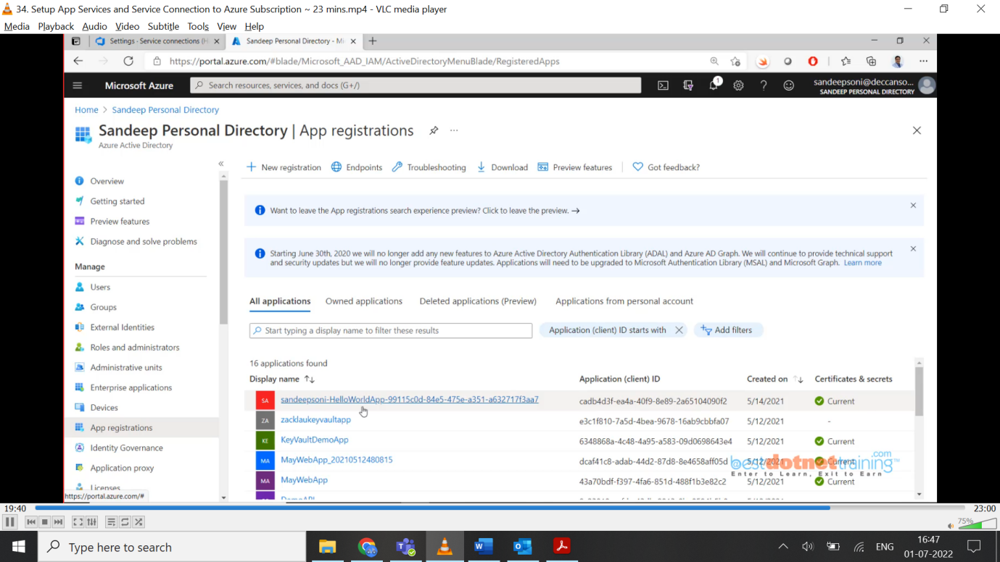 34. Setup App Services and Service Connection to Azure Subscription ~ 23 mins.mp4 - VLC media player
Media Playback Audio Video Subtitle Tools View Help
Settings - Service connections (H
Sandeep Personal Directory - Mi
https://portal.azure.com/#blade/Microsoft_AAD_IAM/ActiveDirectoryMenuBlade/RegisteredApps
Microsoft Azure
Search resources, services, and docs (G+/)
1
sandeepsoni@deccanso...
SANDEEP PERSONAL DIRECTORY
Home > Sandeep Personal Directory
Sandeep Personal Directory | App registrations
Azure Active Directory
Overview
Getting started
Preview features
Diagnose and solve problems
Manage
Users
Groups
External Identities
Roles and administrators
Administrative units
Enterprise applications
Devices
App registrations
Identity Governance
Application proxy
Licenses
https://portal.azure.com/#
New registration Endpoints Troubleshooting Download Preview features Got feedback?
Want to leave the App registrations search experience preview? Click to leave the preview. →
Starting June 30th, 2020 we will no longer add any new features to Azure Active Directory Authentication Library (ADAL) and Azure AD Graph. We will continue to provide technical support
and security updates but we will no longer provide feature updates. Applications will need to be upgraded to Microsoft Authentication Library (MSAL) and Microsoft Graph. Learn more
All applications Owned applications Deleted applications (Preview) Applications from personal account
Start typing a display name to filter these results
Application (client) ID starts with
Add filters
16 applications found
Display name Application (client) ID Created on Certificates & secrets
SA sandeepsoni-HelloWorldApp-99115c0d-84e5-475e-a351-a632717f3aa7 cadb4d3f-ea4a-40f9-8e89-2a65104090f2 5/14/2021 Current
ZA zacklaukeyvaultapp e3c1f810-7a5d-4bea-9678-16ab9cbbfa07 5/12/2021 -
KE KeyVaultDemoApp 6348868a-4c48-4a95-a583-09d0698643e4 5/12/2021 Current
MA MayWebApp_20210512480815 dcaf41c8-adab-44d2-87d8-8e4658aff05d 5/12/2021 Current
MA MayWebApp 43a70bdf-f397-4fa6-851d-488f1b3e82c2 5/12/2021 Current
DemoAPI
bestdotnettraining.com
Enter to Learn, Exit to Earn
19:40
23:00
75%
Type here to search
ENG
16:47
01-07-2022